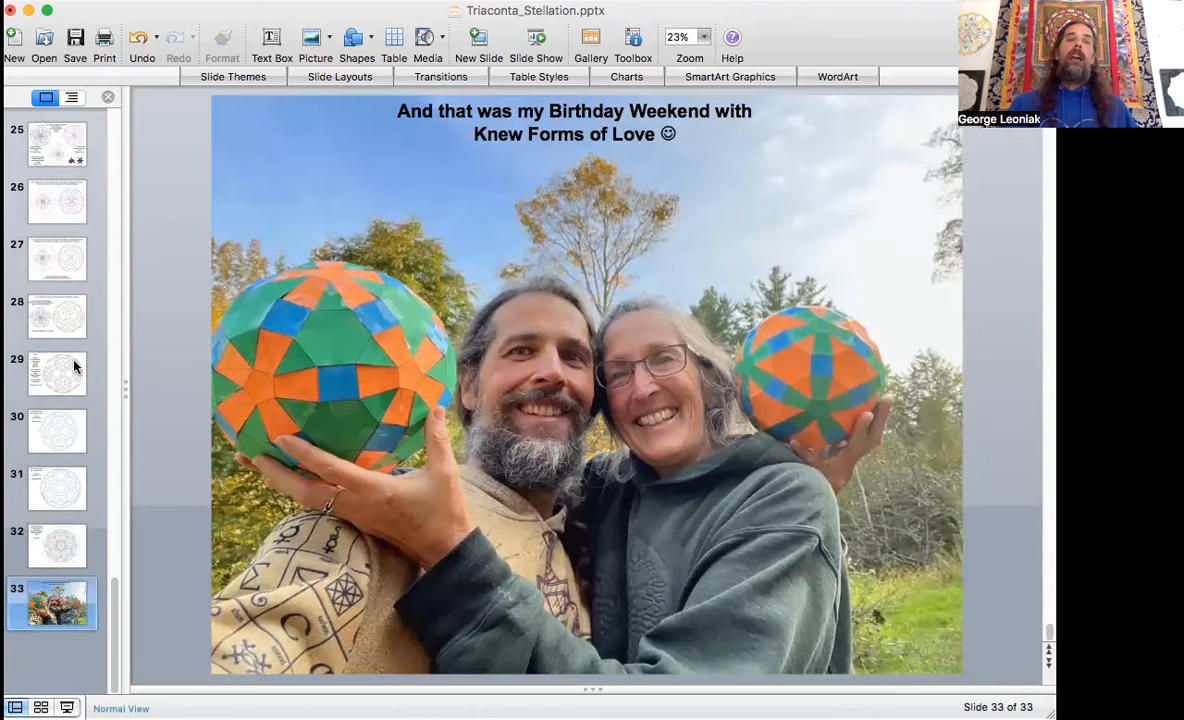 Triaconta_Stellation.pptx
New Open Save Print Undo Redo Format Text Box Picture Shapes Table Media New Slide Slide Show Gallery Toolbox Zoom Help
23%
Slide Themes Slide Layouts Transitions Table Styles Charts SmartArt Graphics WordArt
George Leoniak
25
26
27
28
29
30
31
32
33
And that was my Birthday Weekend with
Knew Forms of Love ☺
Normal View
Slide 33 of 33